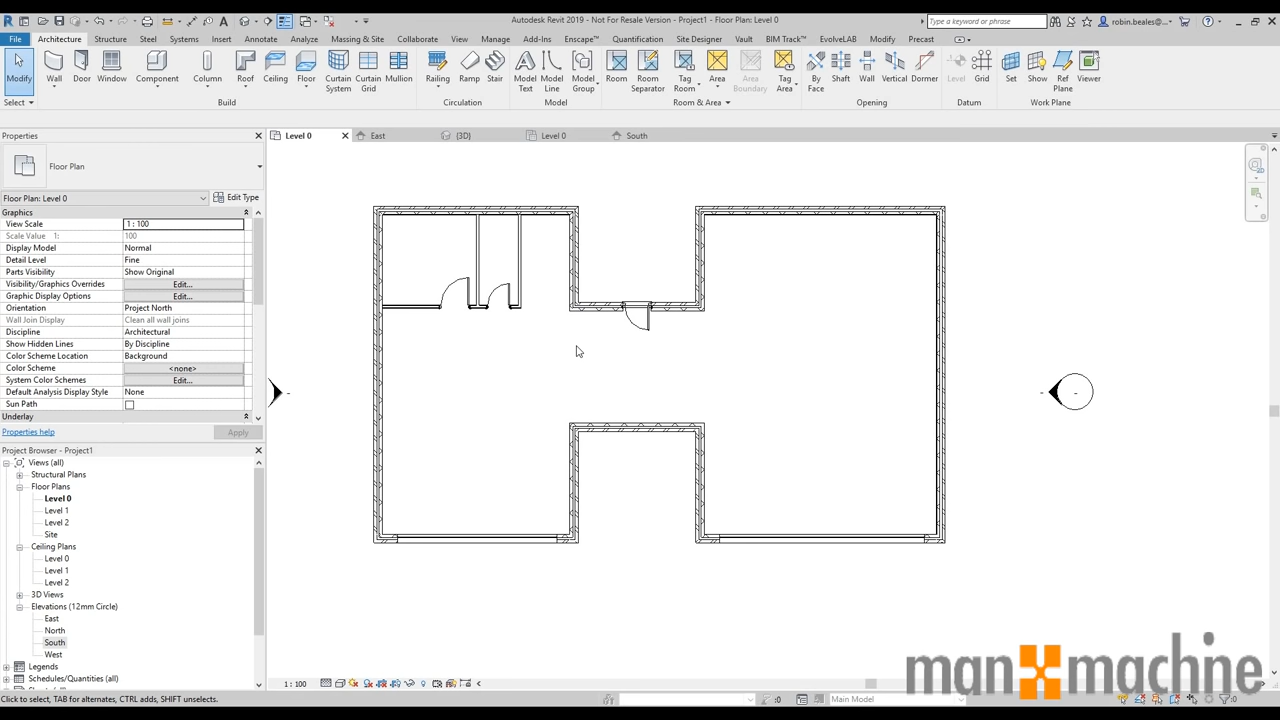 Autodesk Revit 2019 - Not For Resale Version - Project1 - Floor Plan: Level 0
Type a keyword or phrase
robin.beales...
File Architecture Structure Steel Systems Insert Annotate Analyze Massing & Site Collaborate View Manage Add-Ins Enscape™ Quantification Site Designer Vault BIM Track™ EvolveLAB Modify Precast
Modify Wall Door Window Component Column Roof Ceiling Floor Curtain System Curtain Grid Mullion Railing Ramp Stair Model Text Model Line Model Group Room Room Separator Tag Room Area Area Boundary Tag Area By Face Shaft Wall Vertical Dormer Level Grid Set Show Ref Plane Viewer
Select Build Circulation Model Room & Area Opening Datum Work Plane
Properties
Level 0 East {3D} Level 0 South
Floor Plan
Floor Plan: Level 0 Edit Type
Graphics
View Scale 1 : 100
Scale Value 1: 100
Display Model Normal
Detail Level Fine
Parts Visibility Show Original
Visibility/Graphics Overrides Edit...
Graphic Display Options Edit...
Orientation Project North
Wall Join Display Clean all wall joins
Discipline Architectural
Show Hidden Lines By Discipline
Color Scheme Location Background
Color Scheme <none>
System Color Schemes Edit...
Default Analysis Display Style None
Sun Path
Underlay
Properties help Apply
Project Browser - Project1
Views (all)
Structural Plans
Floor Plans
Level 0
Level 1
Level 2
Site
Ceiling Plans
Level 0
Level 1
Level 2
3D Views
Elevations (12mm Circle)
East
North
South
West
Legends
Schedules/Quantities (all)
man machine
1 : 100
Click to select, TAB for alternates, CTRL adds, SHIFT unselects.
:0
Main Model
:0